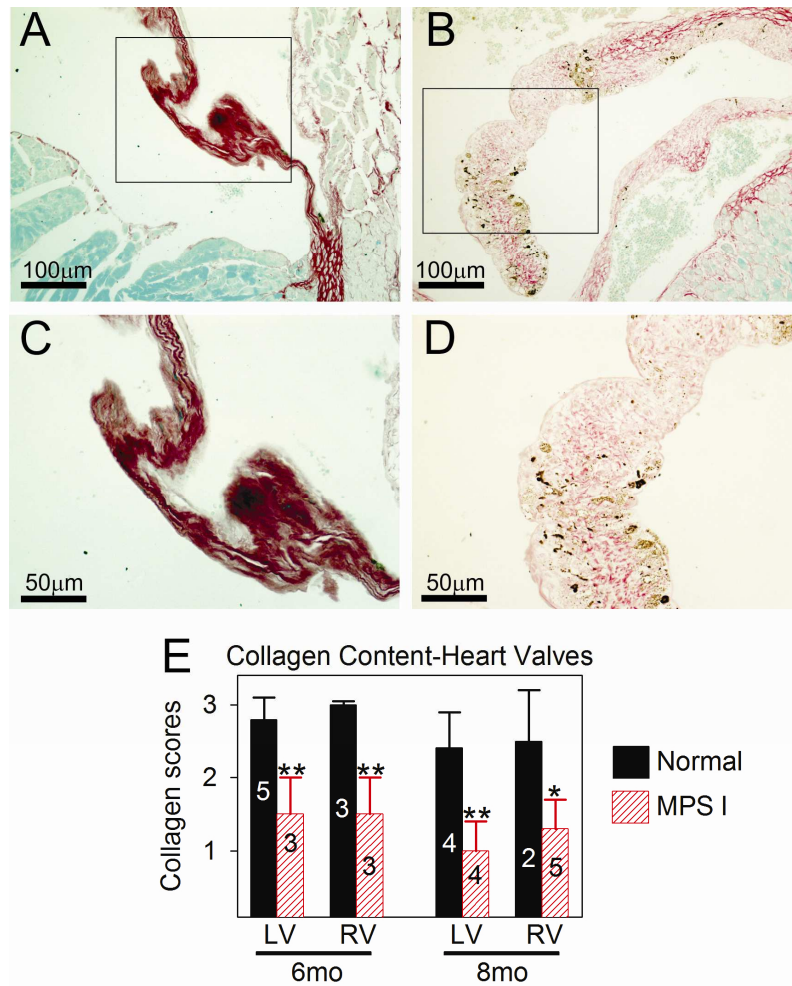 A
B
100μm
100μm
C
D
50μm
50μm
E Collagen Content-Heart Valves
Collagen scores
3
2
1
** ** ** *
5 3 3 3 4 4 2 5
LV RV LV RV
6mo 8mo
Normal
MPS I